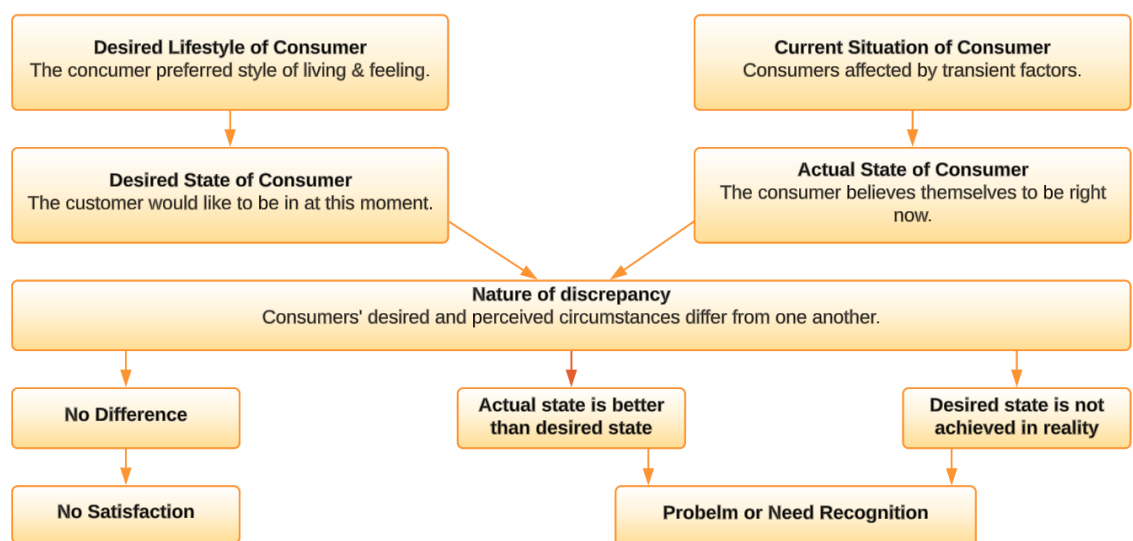 Desired Lifestyle of Consumer
The concumer preferred style of living & feeling.
Current Situation of Consumer
Consumers affected by transient factors.
Desired State of Consumer
The customer would like to be in at this moment.
Actual State of Consumer
The consumer believes themselves to be right
now.
Nature of discrepancy
Consumers' desired and perceived circumstances differ from one another.
No Difference
Actual state is better
than desired state
Desired state is not
achieved in reality
No Satisfaction
Probelm or Need Recognition